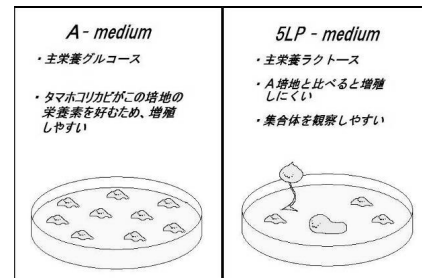 A - medium
・主栄養グルコース
・タマホコリカビがこの培地の
栄養素を好むため、増殖
しやすい
5LP - medium
・主栄養ラクトース
・A培地と比べると増殖
しにくい
・集合体を観察しやすい